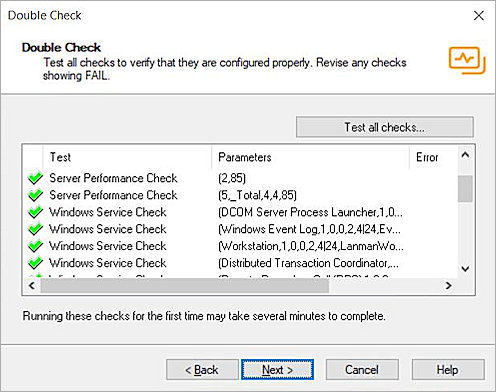 Double Check
Double Check
Test all checks to verify that they are configured properly. Revise any checks
showing FAIL.
Test all checks...
Test Parameters Error
Server Performance Check (2,85)
Server Performance Check (5,_Total,4,4,85)
Windows Service Check (DCOM Server Process Launcher,1,0...
Windows Service Check (Windows Event Log,1,0,0,2,4|24,Ev...
Windows Service Check (Workstation,1,0,0,2,4|24,LanmanWo...
Windows Service Check (Distributed Transaction Coordinator,...
Running these checks for the first time may take several minutes to complete.
< Back Next > Cancel Help